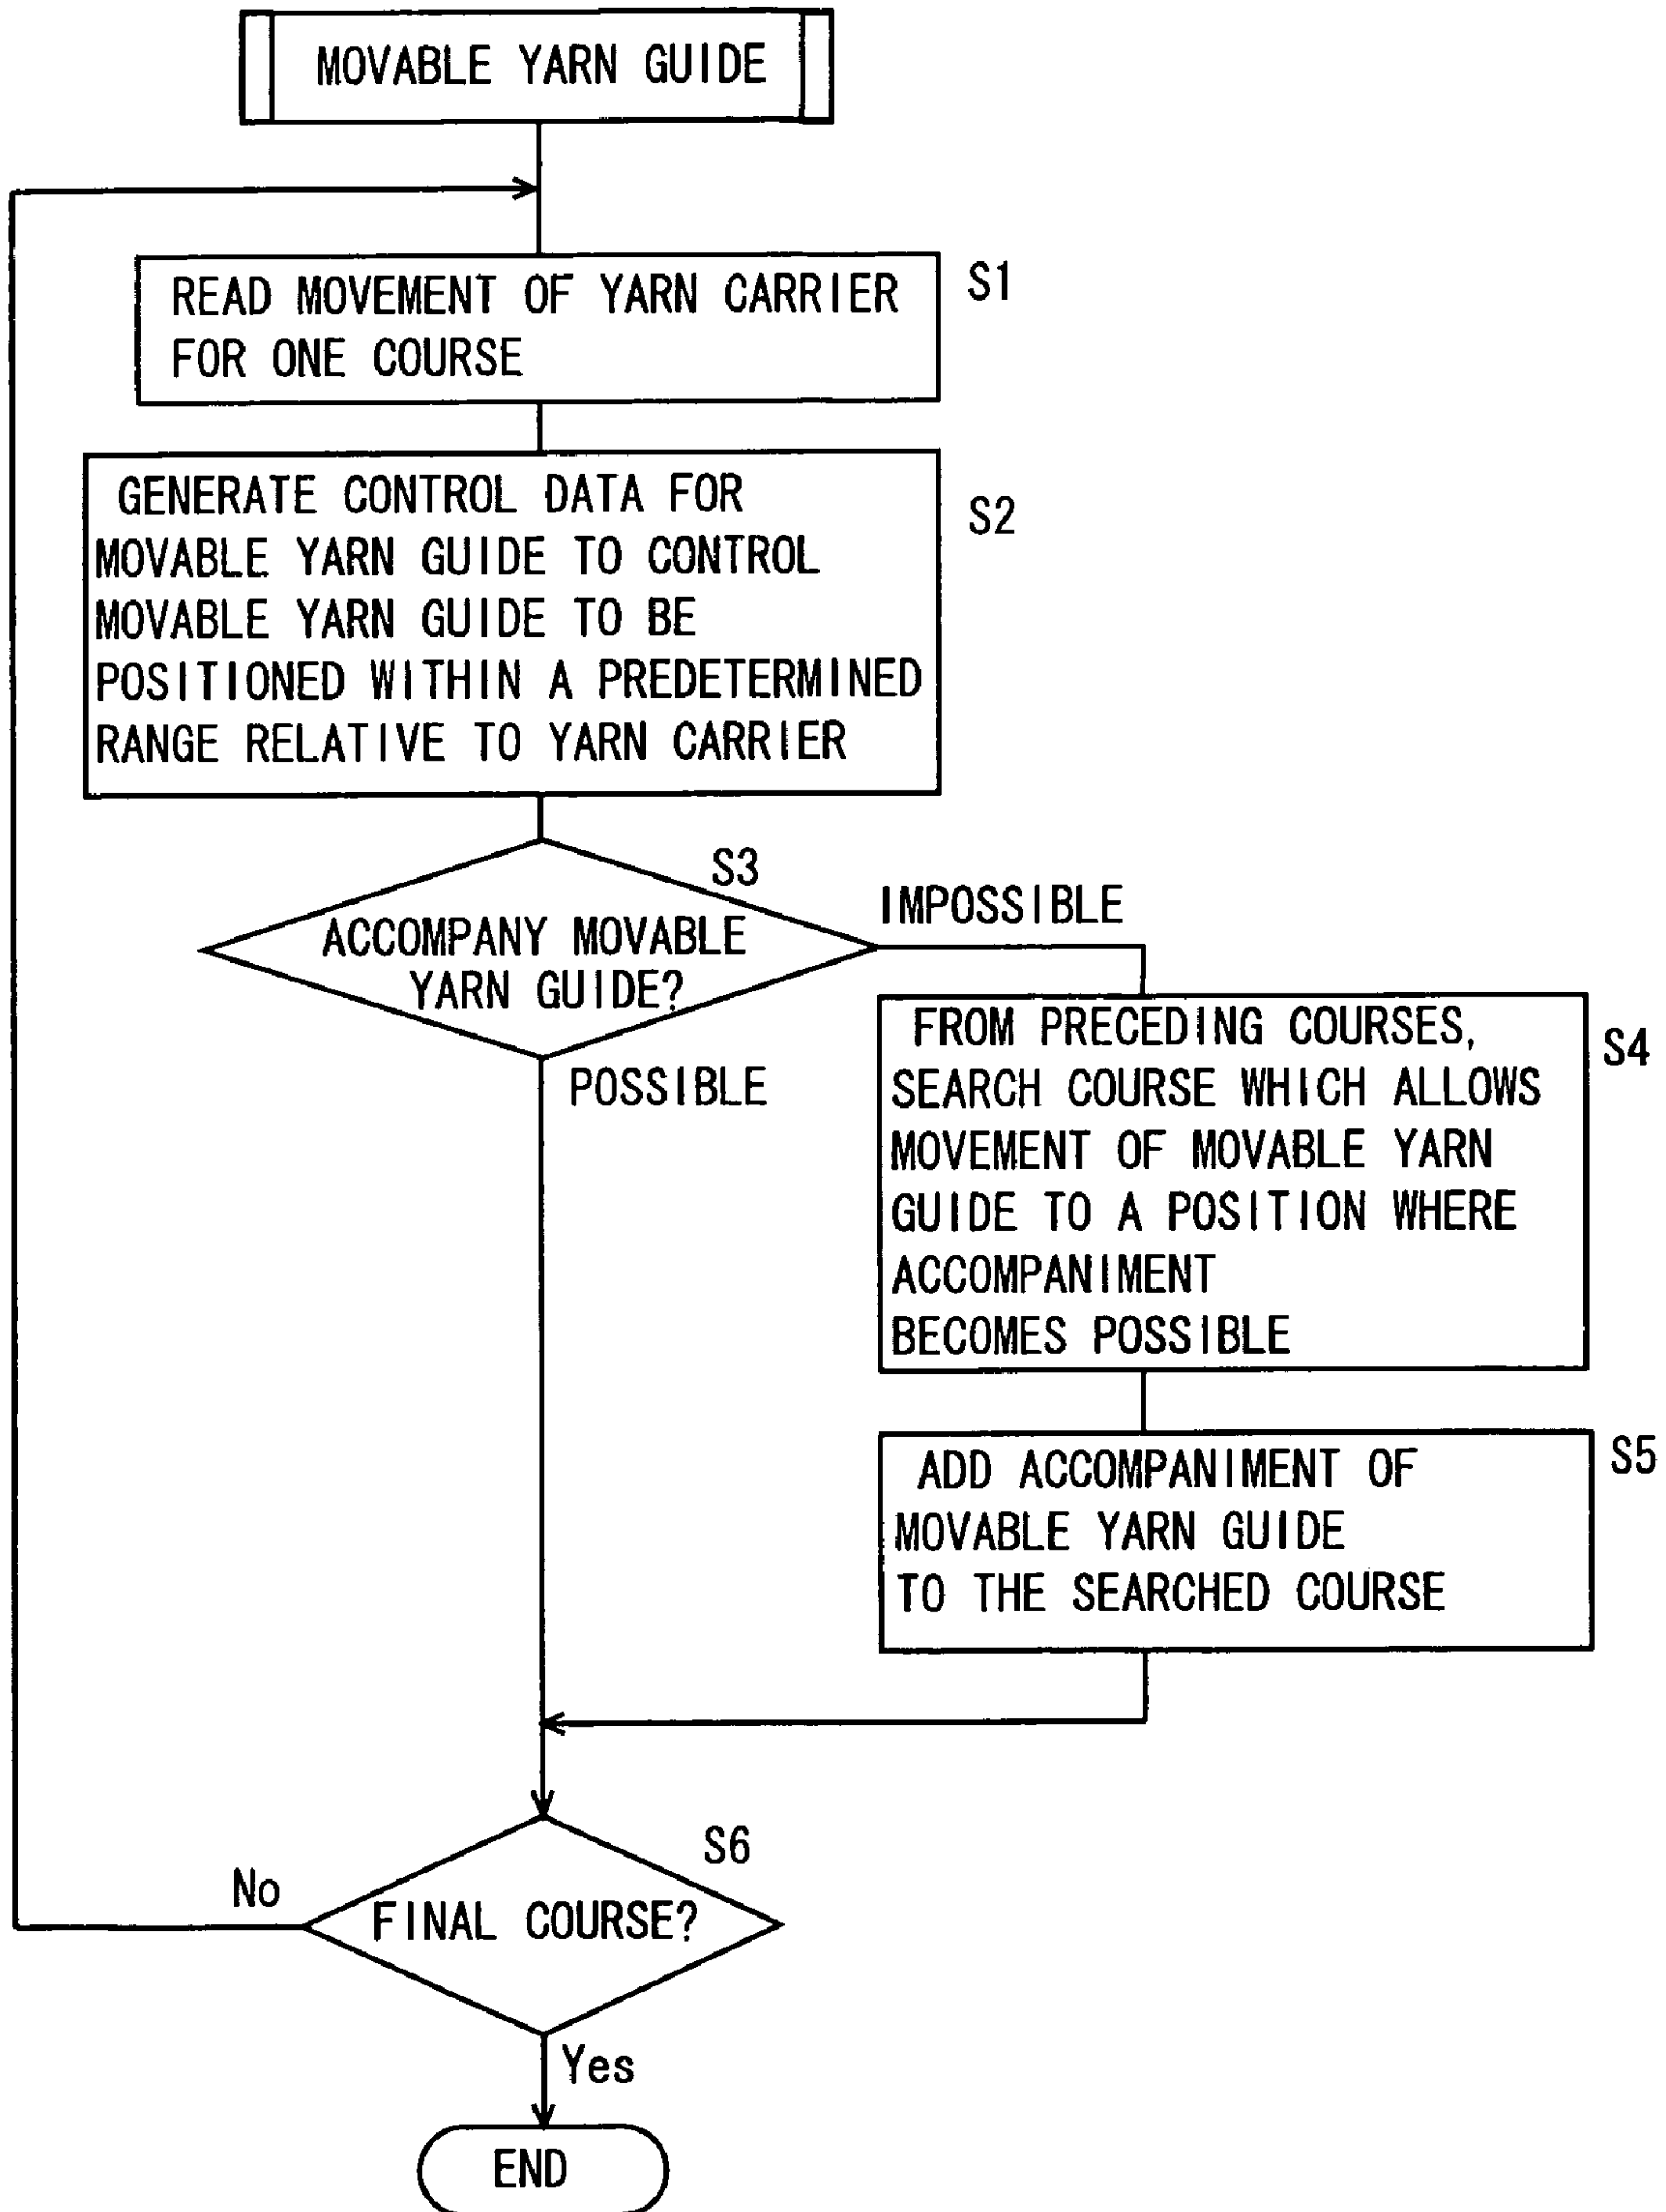 MOVABLE YARN GUIDE
READ MOVEMENT OF YARN CARRIER
FOR ONE COURSE
S1
GENERATE CONTROL DATA FOR
MOVABLE YARN GUIDE TO CONTROL
MOVABLE YARN GUIDE TO BE
POSITIONED WITHIN A PREDETERMINED
RANGE RELATIVE TO YARN CARRIER
S2
S3
ACCOMPANY MOVABLE
YARN GUIDE?
IMPOSSIBLE
POSSIBLE
FROM PRECEDING COURSES,
SEARCH COURSE WHICH ALLOWS
MOVEMENT OF MOVABLE YARN
GUIDE TO A POSITION WHERE
ACCOMPANIMENT
BECOMES POSSIBLE
S4
ADD ACCOMPANIMENT OF
MOVABLE YARN GUIDE
TO THE SEARCHED COURSE
S5
S6
No
FINAL COURSE?
Yes
END